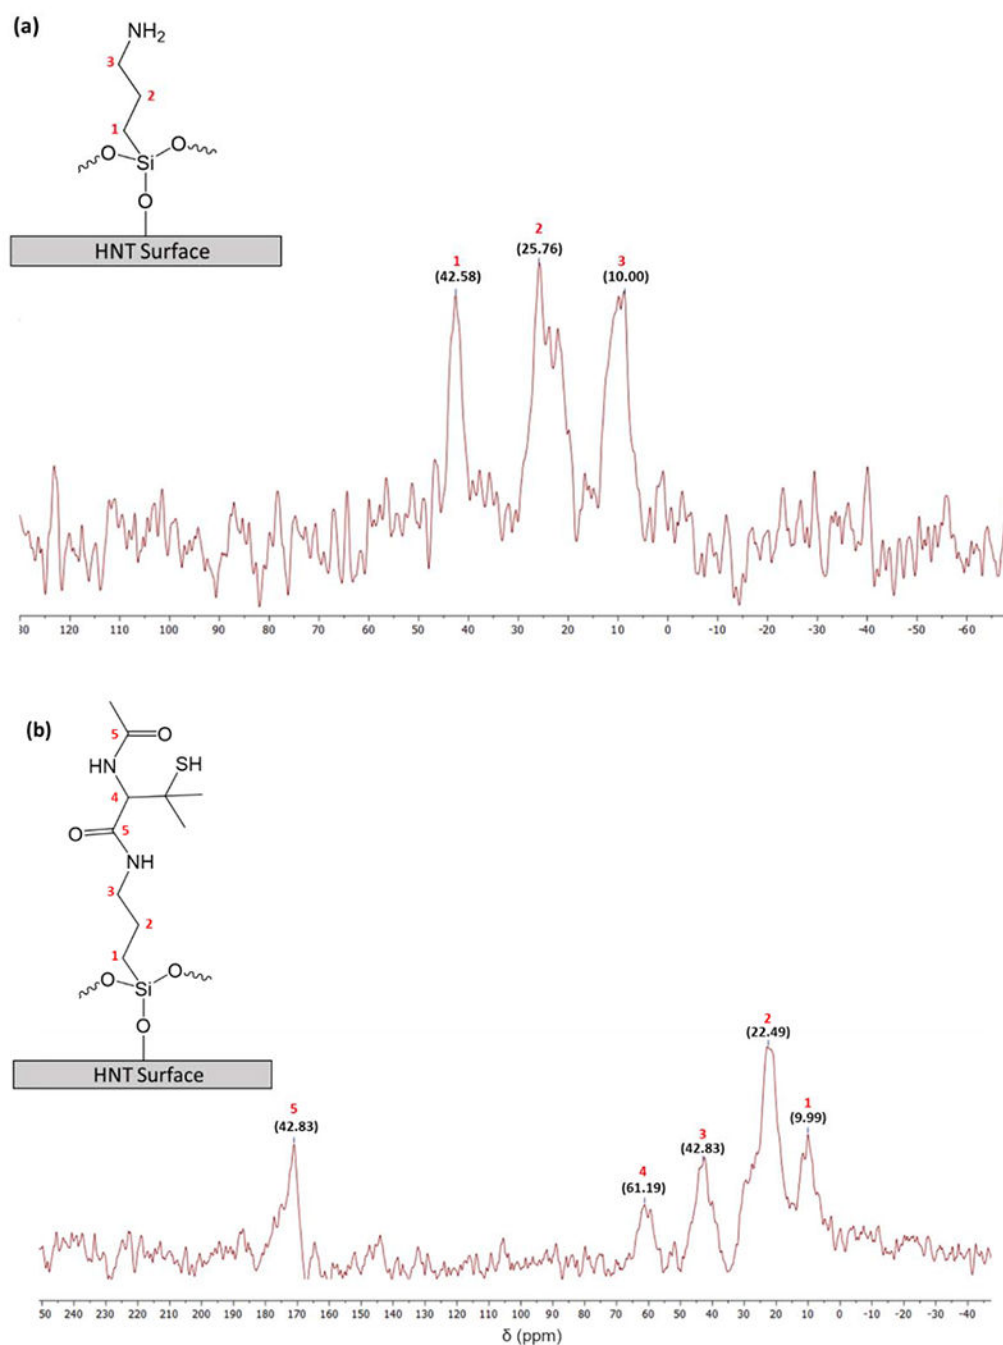 (a)
NH2
3
2
1
O
Si
O
O
HNT Surface
1
(42.58)
2
(25.76)
3
(10.00)
30 120 110 100 90 80 70 60 50 40 30 20 10 0 -10 -20 -30 -40 -50 -60
(b)
5
O
HN
SH
4
O
5
NH
3
2
1
O
Si
O
O
HNT Surface
5
(42.83)
4
(61.19)
3
(42.83)
2
(22.49)
1
(9.99)
50 240 230 220 210 200 190 180 170 160 150 140 130 120 110 100 90 80 70 60 50 40 30 20 10 0 -10 -20 -30 -40
δ (ppm)